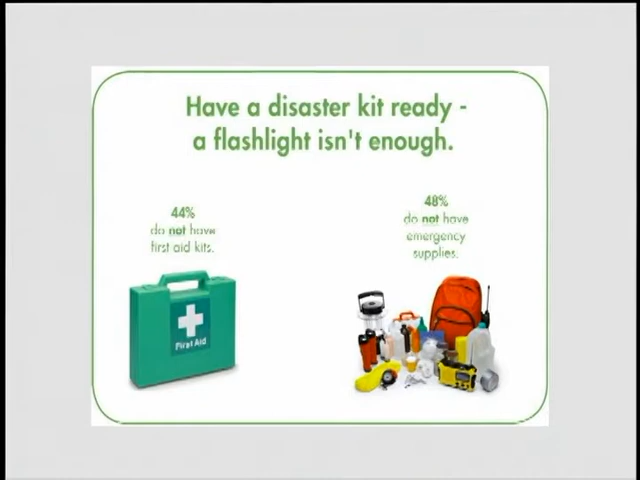 Have a disaster kit ready -
a flashlight isn't enough.
44%
do not have
first aid kits.
48%
do not have
emergency
supplies.
First Aid